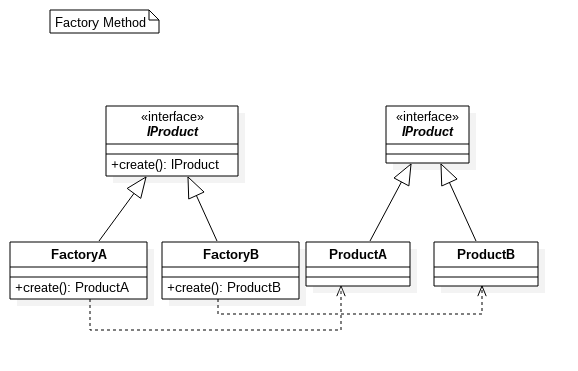 Factory Method
«interface»
IProduct
+create(): IProduct
«interface»
IProduct
FactoryA
+create(): ProductA
FactoryB
+create(): ProductB
ProductA
ProductB